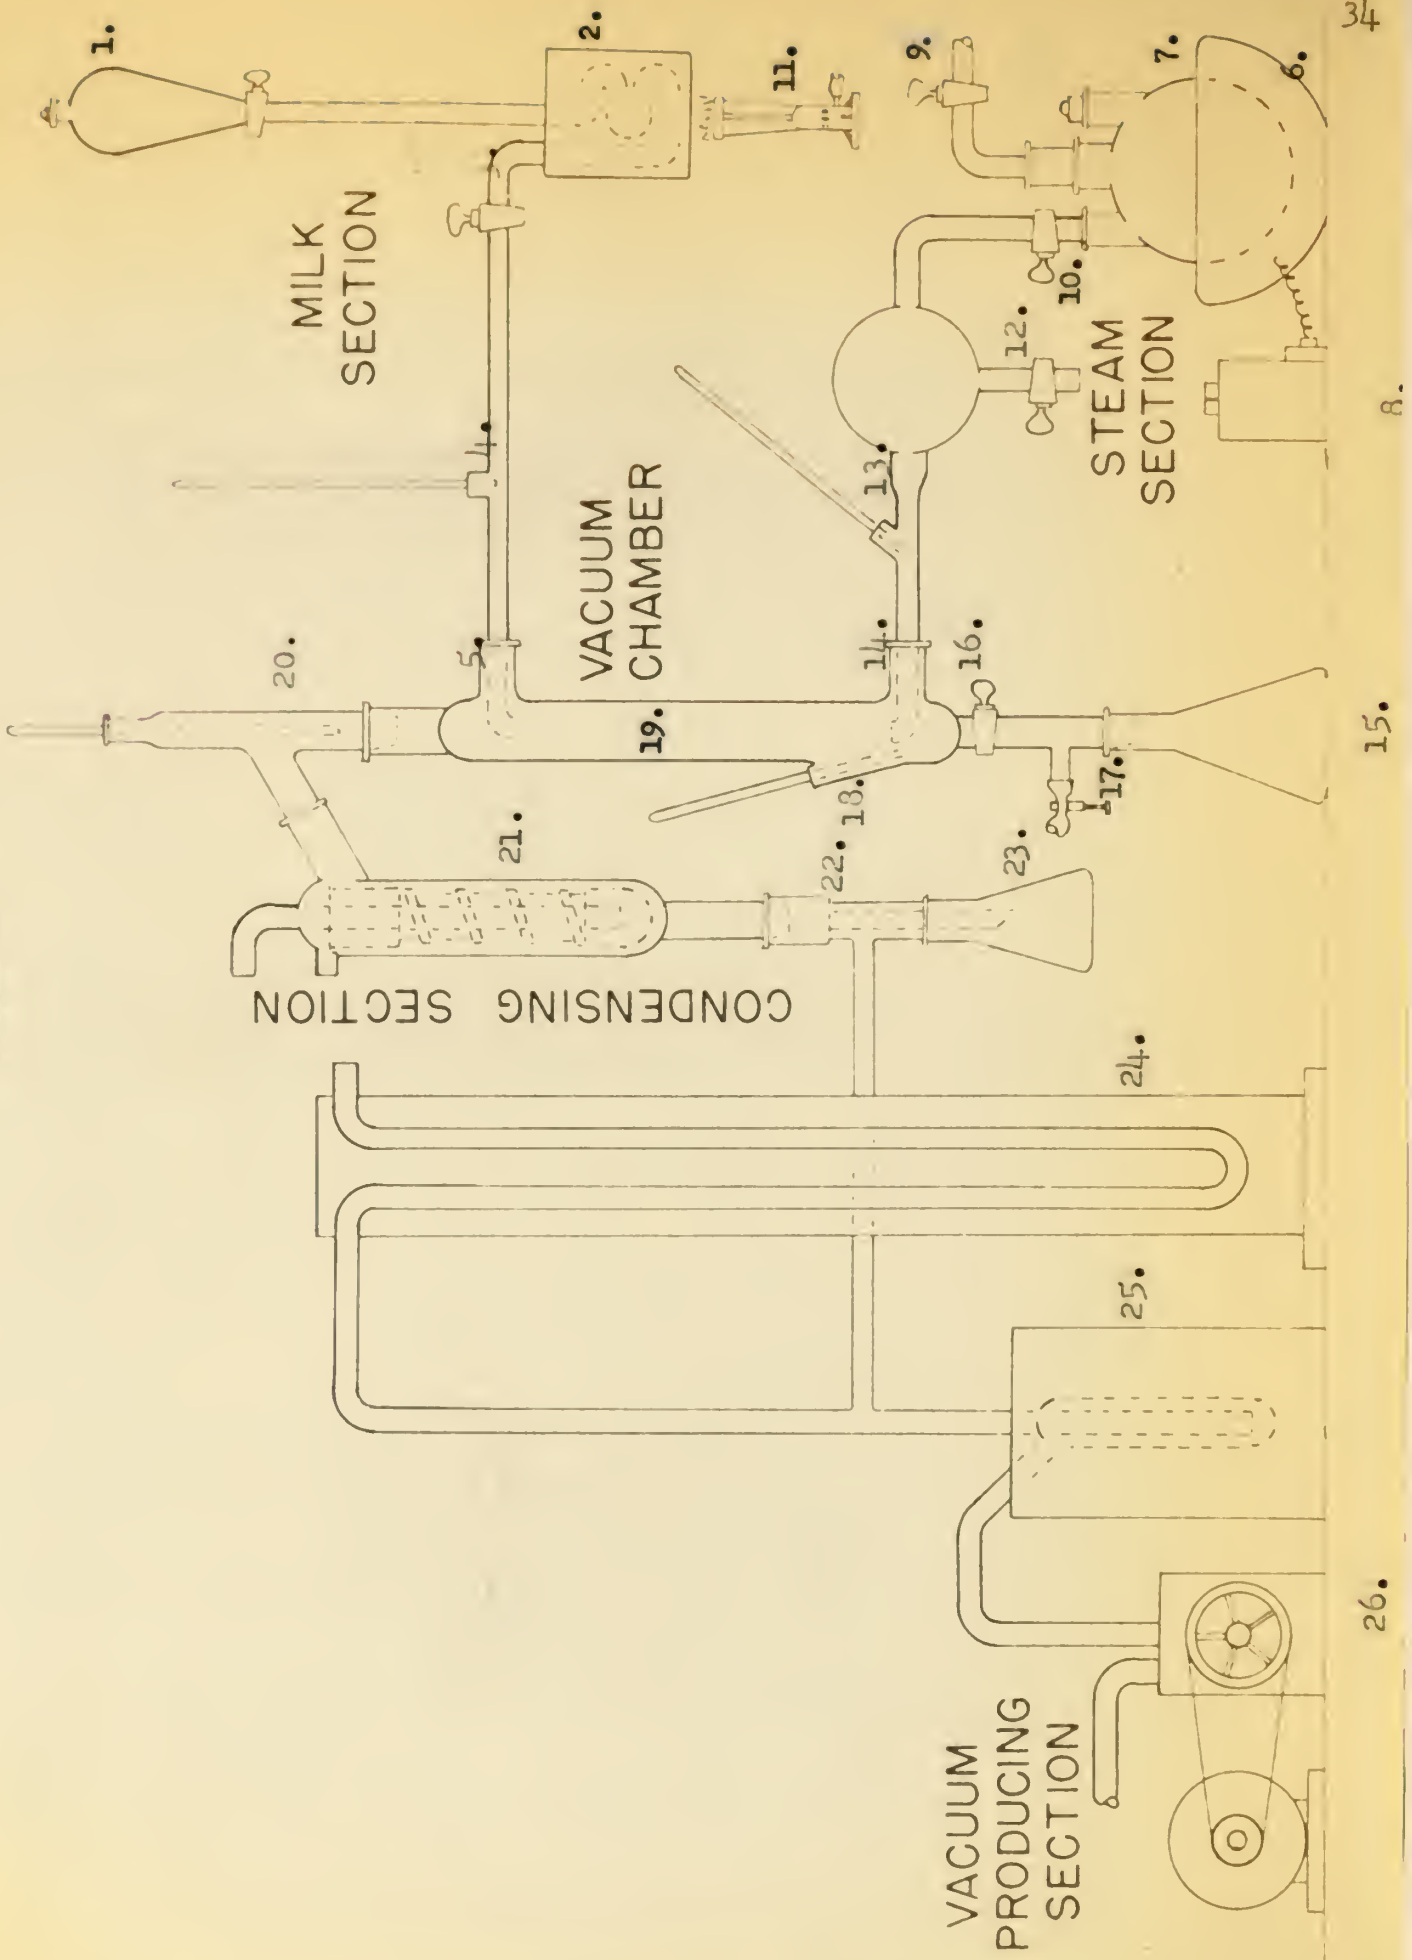 34
1.
2.
11.
9.
7.
6.
MILK
SECTION
10.
12.
STEAM
SECTION
8.
4.
13.
VACUUM
CHAMBER
5.
14.
16.
20.
19.
18.
17.
15.
21.
22.
23.
CONDENSING SECTION
24.
25.
26.
VACUUM
PRODUCING
SECTION